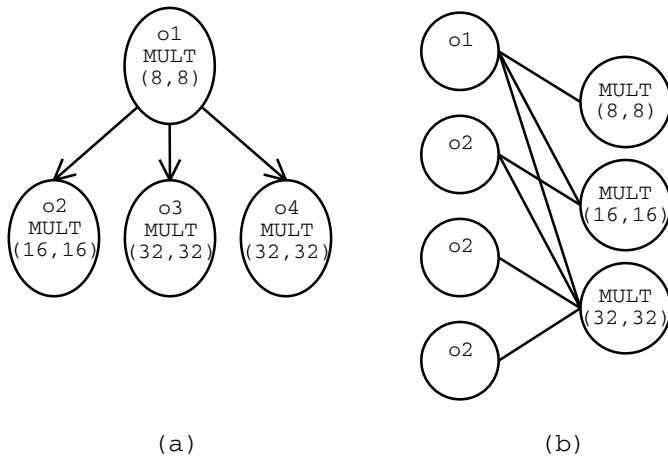 o1
MULT
(8,8)
o2
MULT
(16,16)
o3
MULT
(32,32)
o4
MULT
(32,32)
(a)
o1
o2
o2
o2
MULT
(8,8)
MULT
(16,16)
MULT
(32,32)
(b)